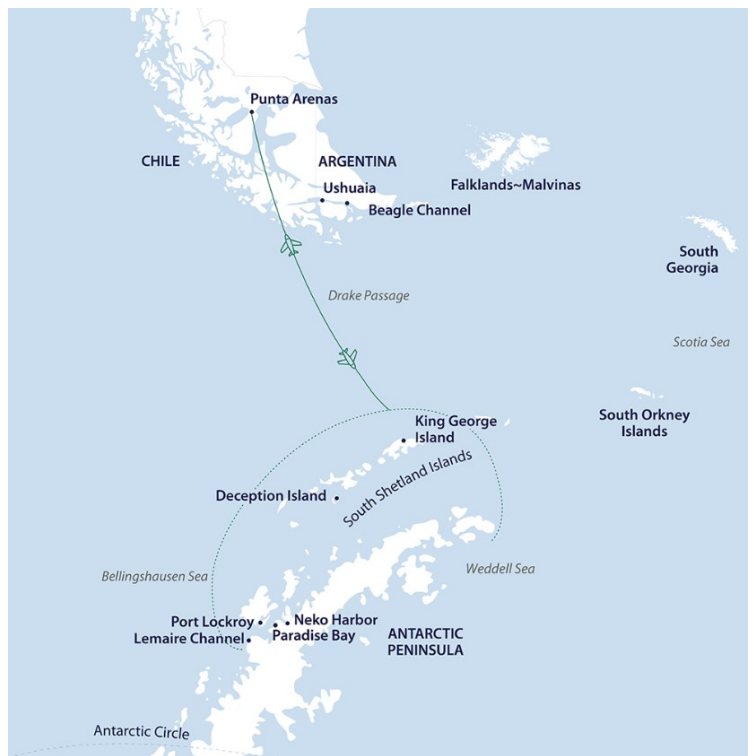 Punta Arenas
CHILE
ARGENTINA
Ushuaia
Falklands~Malvinas
Beagle Channel
South
Georgia
Drake Passage
Scotia Sea
King George
Island
South Orkney
Islands
South Shetland Islands
Deception Island
Bellingshausen Sea
Weddell Sea
Port Lockroy
Neko Harbor
Lemaire Channel
Paradise Bay
ANTARCTIC
PENINSULA
Antarctic Circle